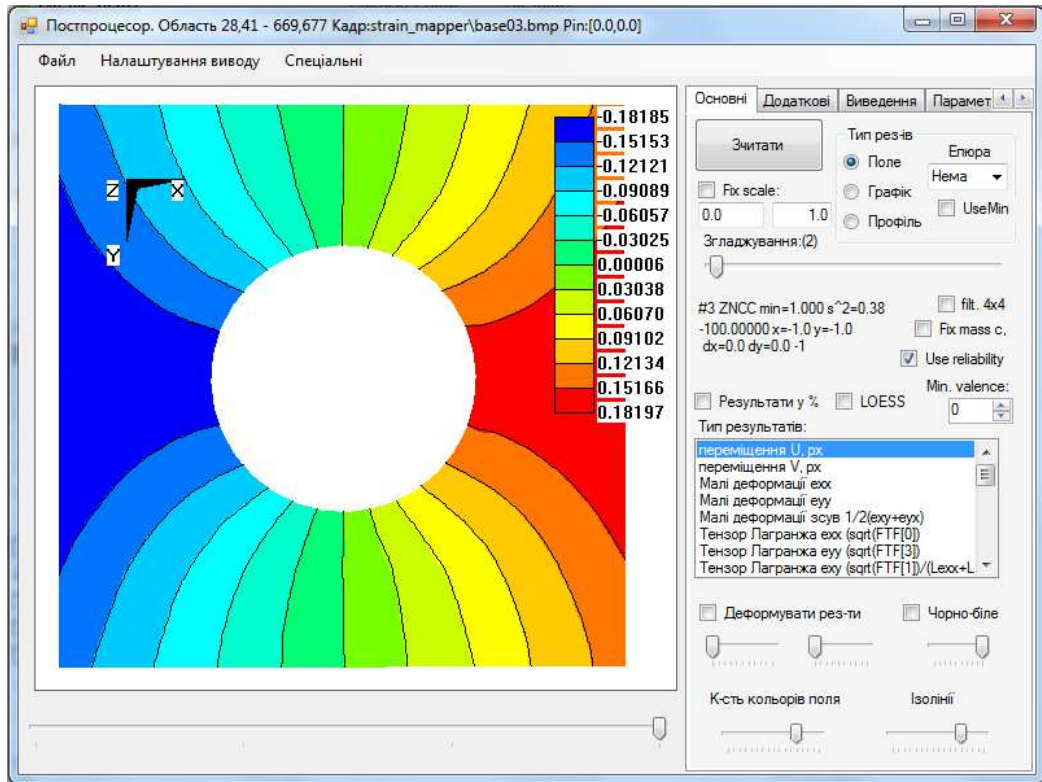 Постпроцесор. Область 28,41 - 669,677 Кадр:strain_mapper\base03.bmp Pin:[0.0,0.0]
Файл Налаштування виводу Спеціальні
Z X
Y
-0.18185
-0.15153
-0.12121
-0.09089
-0.06057
-0.03025
0.00006
0.03038
0.06070
0.09102
0.12134
0.15166
0.18197
Основні Додаткові Виведення Парамет
Зчитати
Тип рез-ів
Поле
Графік
Профіль
Епюра
Нема
UseMin
Fix scale:
0.0 1.0
Згладжування:(2)
#3 ZNCC min=1.000 s^2=0.38
-100.00000 x=-1.0 y=-1.0
dx=0.0 dy=0.0 -1
filt. 4x4
Fix mass c,
Use reliability
Min. valence:
0
Результати у % LOESS
Тип результатів:
переміщення U, px
переміщення V, px
Малі деформації exx
Малі деформації eyy
Малі деформації зсув 1/2(exy+eyx)
Тензор Лагранжа exx (sqrt(FTF[0])
Тензор Лагранжа eyy (sqrt(FTF[3])
Тензор Лагранжа exy (sqrt(FTF[1])/(Lexx+L
Деформувати рез-ти Чорно-біле
К-сть кольорів поля Ізолінії